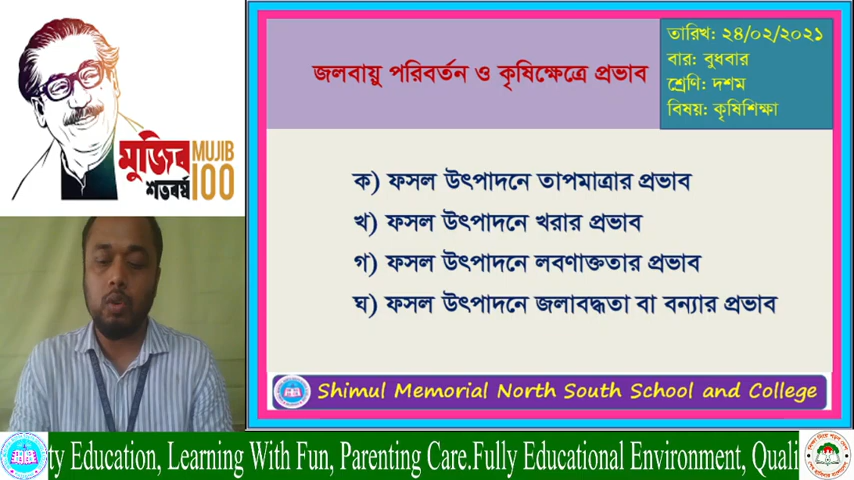 মুজিব
শতবর্ষ
MUJIB
100
জলবায়ু পরিবর্তন ও কৃষিক্ষেত্রে প্রভাব
তারিখ: ২৪/০২/২০২১
বার: বুধবার
শ্রেণি: দশম
বিষয়: কৃষিশিক্ষা
ক) ফসল উৎপাদনে তাপমাত্রার প্রভাব
খ) ফসল উৎপাদনে খরার প্রভাব
গ) ফসল উৎপাদনে লবণাক্ততার প্রভাব
ঘ) ফসল উৎপাদনে জলাবদ্ধতা বা বন্যার প্রভাব
Shimul Memorial North South School and College
ty Education, Learning With Fun, Parenting Care.Fully Educational Environment, Quali